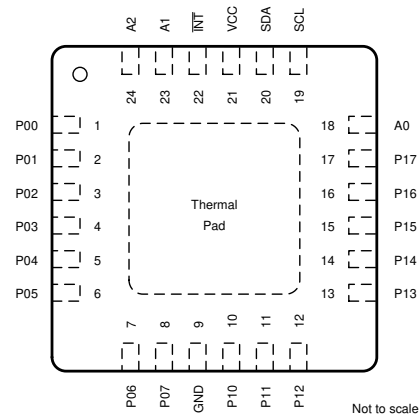 A2 A1 INT VCC SDA SCL
24 23 22 21 20 19
P00 1 18 A0
P01 2 17 P17
P02 3 16 P16
P03 4 15 P15
P04 5 14 P14
P05 6 13 P13
Thermal
Pad
7 8 9 10 11 12
P06 P07 GND P10 P11 P12
Not to scale